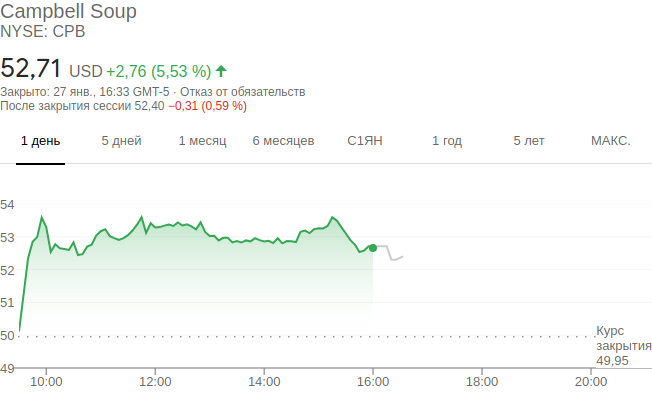 Campbell Soup
NYSE: CPB
52,71 USD +2,76 (5,53 %)
Закрыто: 27 янв., 16:33 GMT-5 · Отказ от обязательств
После закрытия сессии 52,40 −0,31 (0,59 %)
1 день 5 дней 1 месяц 6 месяцев С1ЯН 1 год 5 лет МАКС.
54
53
52
51
50
Курс
закрытия
49,95
49
10:00 12:00 14:00 16:00 18:00 20:00